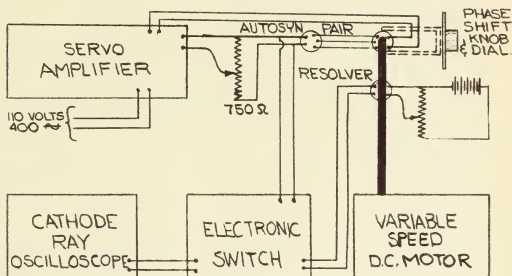 PHASE
SHIFT
KNOB
&
DIAL.
AUTOSYN PAIR
SERVO
AMPLIFIER
RESOLVER
750 Ω
110 VOLTS
400 ~
CATHODE
RAY
OSCILLOSCOPE
ELECTRONIC
SWITCH
VARIABLE
SPEED
D.C. MOTOR